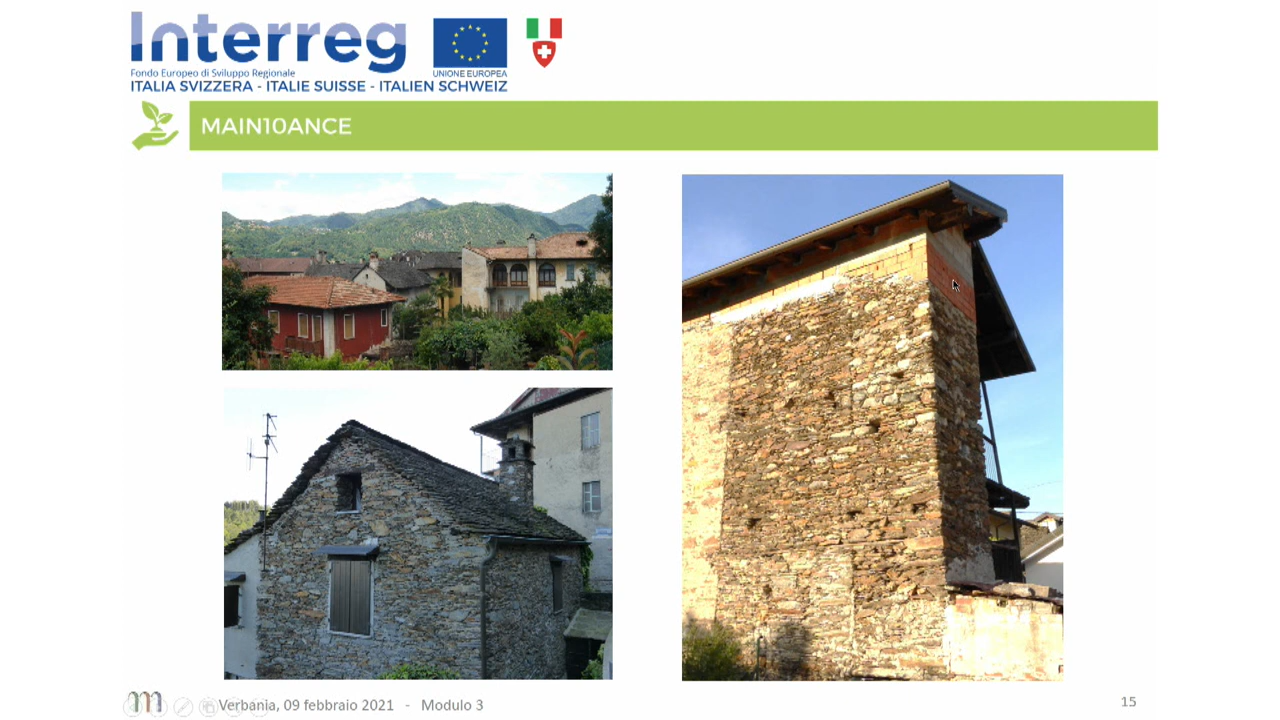 Interreg
Fondo Europeo di Sviluppo Regionale
UNIONE EUROPEA
ITALIA SVIZZERA - ITALIE SUISSE - ITALIEN SCHWEIZ
MAIN10ANCE
m
Verbania, 09 febbraio 2021 - Modulo 3
15